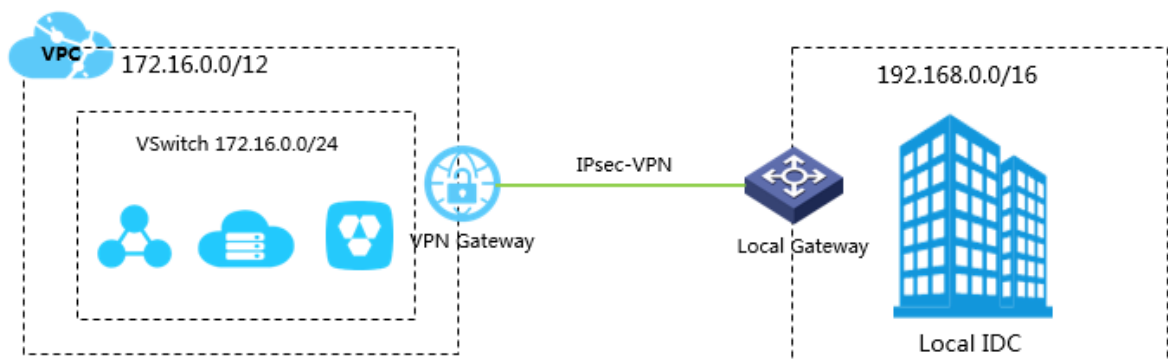 VPC
172.16.0.0/12
192.168.0.0/16
VSwitch 172.16.0.0/24
IPsec-VPN
VPN Gateway
Local Gateway
Local IDC